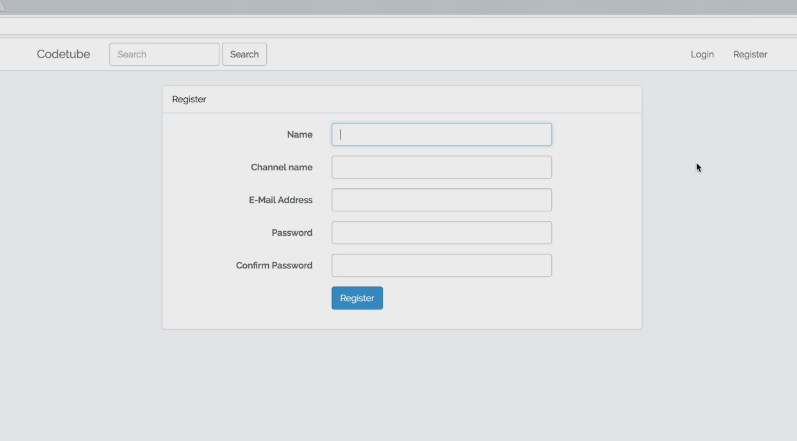 Codetube Search Search Login Register
Register
Name
Channel name
E-Mail Address
Password
Confirm Password
Register